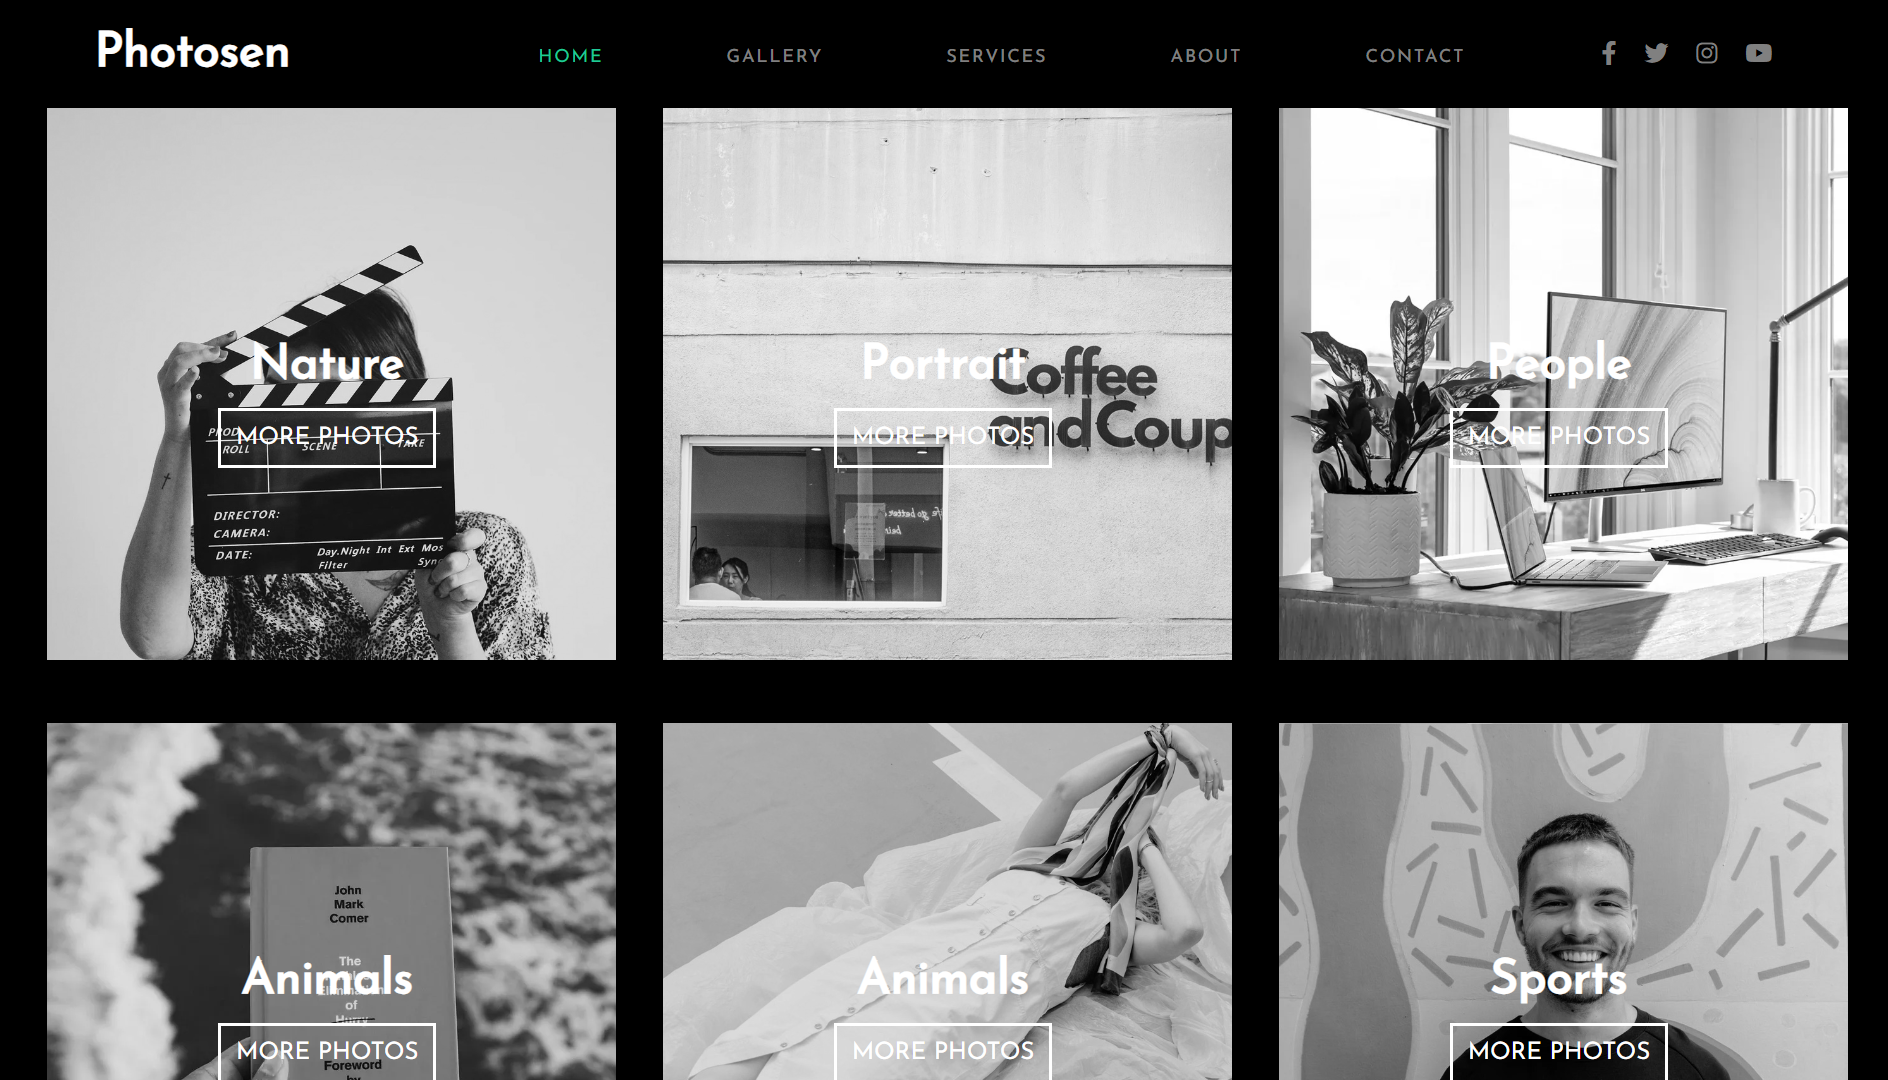 Photosen
HOME
GALLERY
SERVICES
ABOUT
CONTACT
Nature
MORE PHOTOS
PROD.
ROLL
SCENE
TAKE
DIRECTOR:
CAMERA:
DATE:
Day.Night Int Ext Mos
Filter
Sync
Portrait
MORE PHOTOS
Coffee
and Coup
People
MORE PHOTOS
John
Mark
Comer
The
of
Hurry
Foreword
by
Animals
MORE PHOTOS
Animals
MORE PHOTOS
Sports
MORE PHOTOS